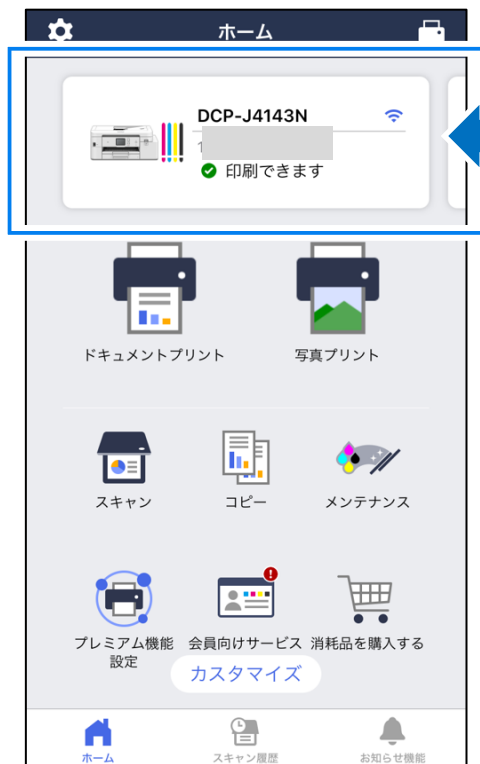 ホーム
DCP-J4143N
印刷できます
ドキュメントプリント
写真プリント
スキャン
コピー
メンテナンス
プレミアム機能
設定
会員向けサービス
消耗品を購入する
カスタマイズ
ホーム
スキャン履歴
お知らせ機能